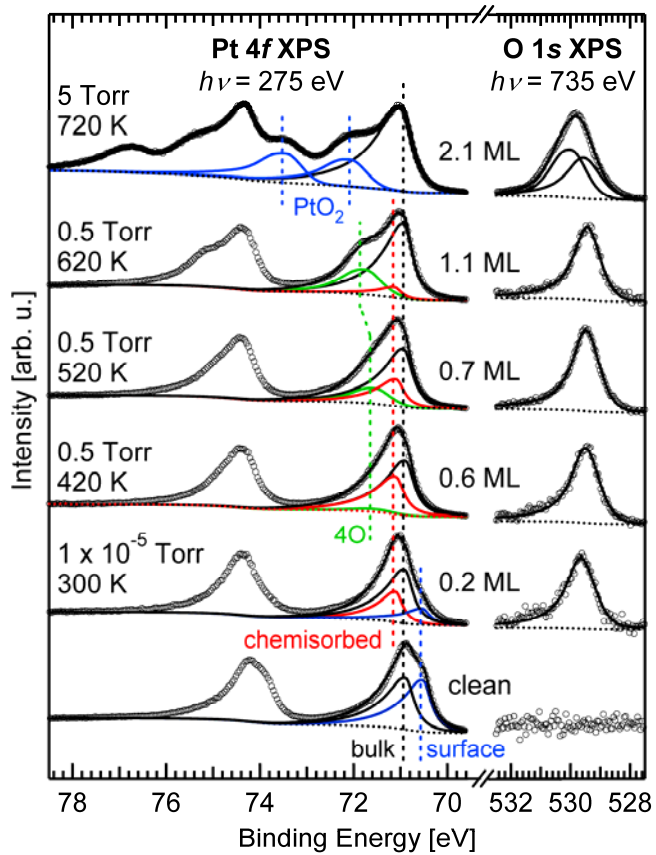 Pt 4f XPS
hν = 275 eV
O 1s XPS
hν = 735 eV
5 Torr
720 K
PtO₂
2.1 ML
0.5 Torr
620 K
1.1 ML
0.5 Torr
520 K
0.7 ML
0.5 Torr
420 K
4O
0.6 ML
1 x 10⁻⁵ Torr
300 K
0.2 ML
chemisorbed
clean
bulk
surface
Intensity [arb. u.]
78 76 74 72 70 532 530 528
Binding Energy [eV]